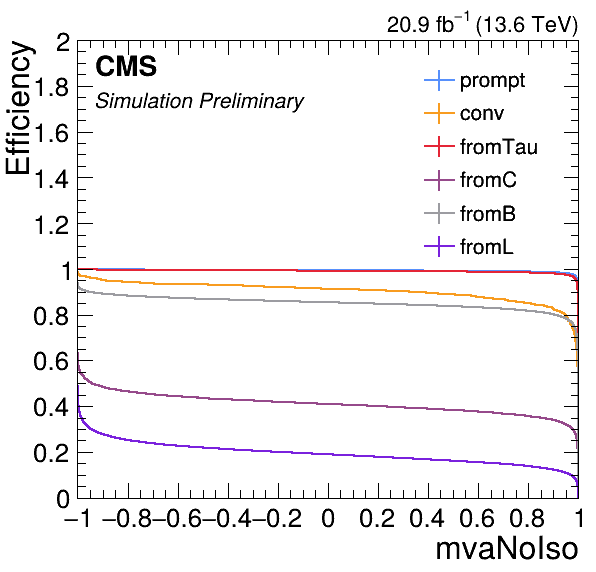 20.9 fb⁻¹ (13.6 TeV)
CMS
Simulation Preliminary
Efficiency
prompt
conv
fromTau
fromC
fromB
fromL
2
1.8
1.6
1.4
1.2
1
0.8
0.6
0.4
0.2
0
−1 −0.8 −0.6 −0.4 −0.2 0 0.2 0.4 0.6 0.8 1
mvaNoIso